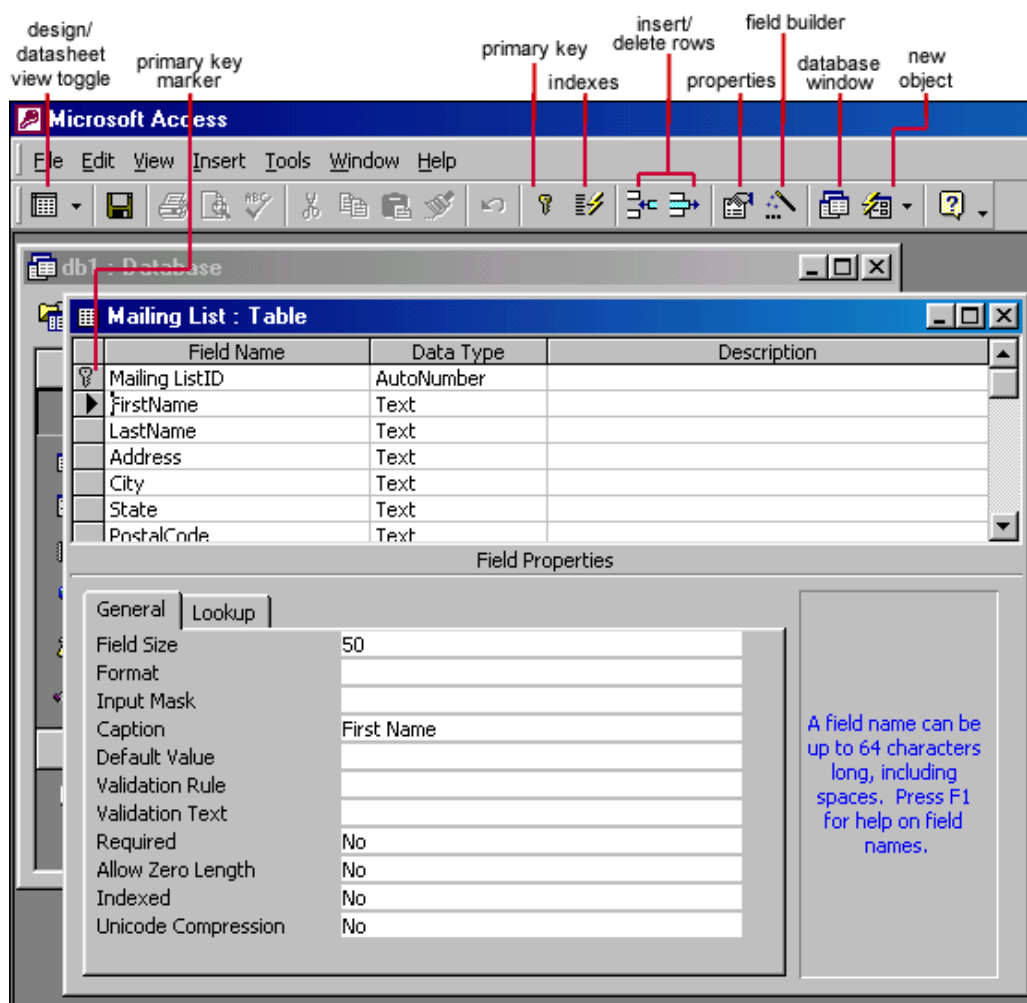 design/
datasheet
view toggle
primary key
marker
primary key
indexes
insert/
delete rows
properties
field builder
database
window
new
object
Microsoft Access
File Edit View Insert Tools Window Help
ABC
db1 : Database
Mailing List : Table
Field Name Data Type Description
Mailing ListID AutoNumber
FirstName Text
LastName Text
Address Text
City Text
State Text
PostalCode Text
Field Properties
General Lookup
Field Size 50
Format
Input Mask
Caption First Name
Default Value
Validation Rule
Validation Text
Required No
Allow Zero Length No
Indexed No
Unicode Compression No
A field name can be
up to 64 characters
long, including
spaces. Press F1
for help on field
names.